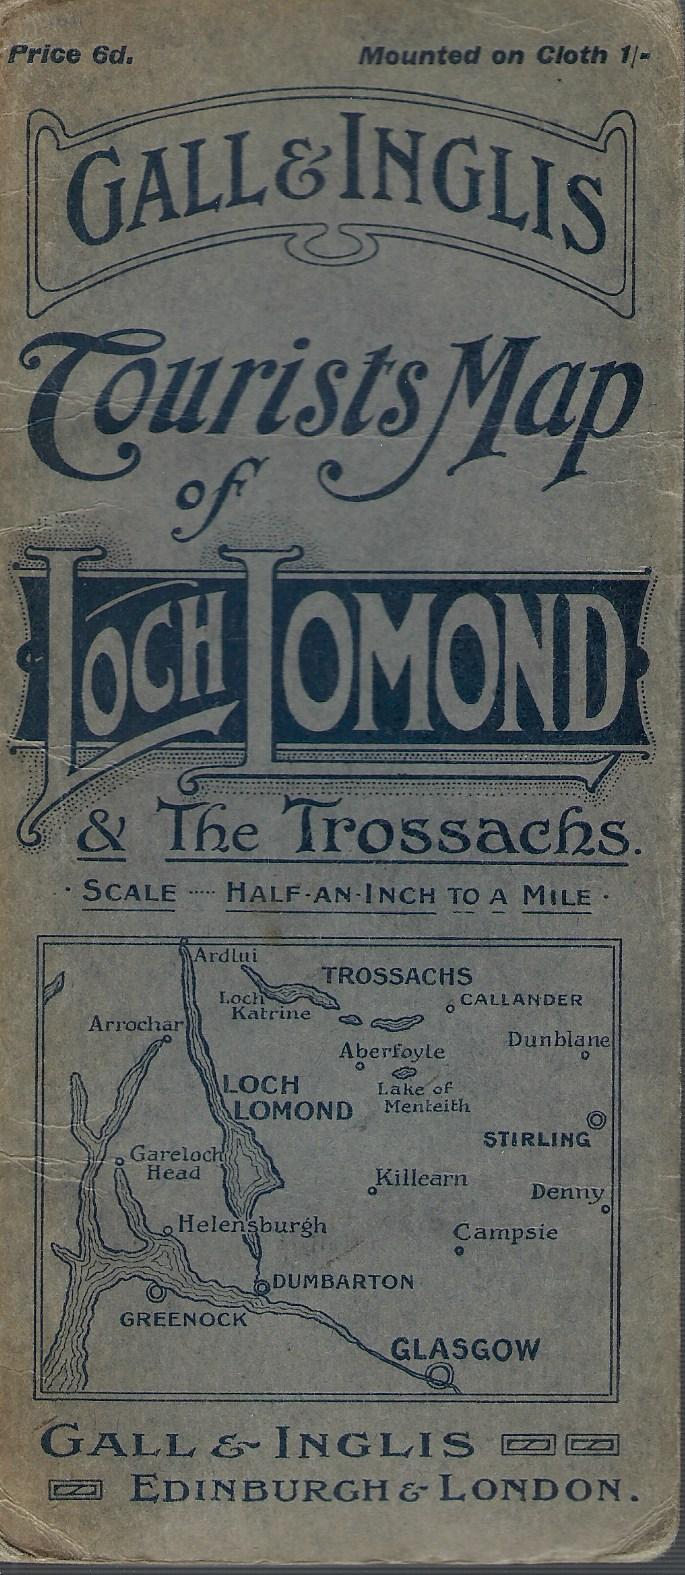 Price 6d. Mounted on Cloth 1/-
GALL & INGLIS
Tourists Map
of
LOCH LOMOND
& The Trossachs.
· SCALE ····· HALF-AN-INCH TO A MILE ·
Ardlui
TROSSACHS
Loch
Katrine
CALLANDER
Arrochar
Dunblane
Aberfoyle
LOCH
LOMOND
Lake of
Menteith
STIRLING
Gareloch
Head
Killearn
Denny
Helensburgh
Campsie
DUMBARTON
GREENOCK
GLASGOW
GALL & INGLIS
EDINBURGH & LONDON.